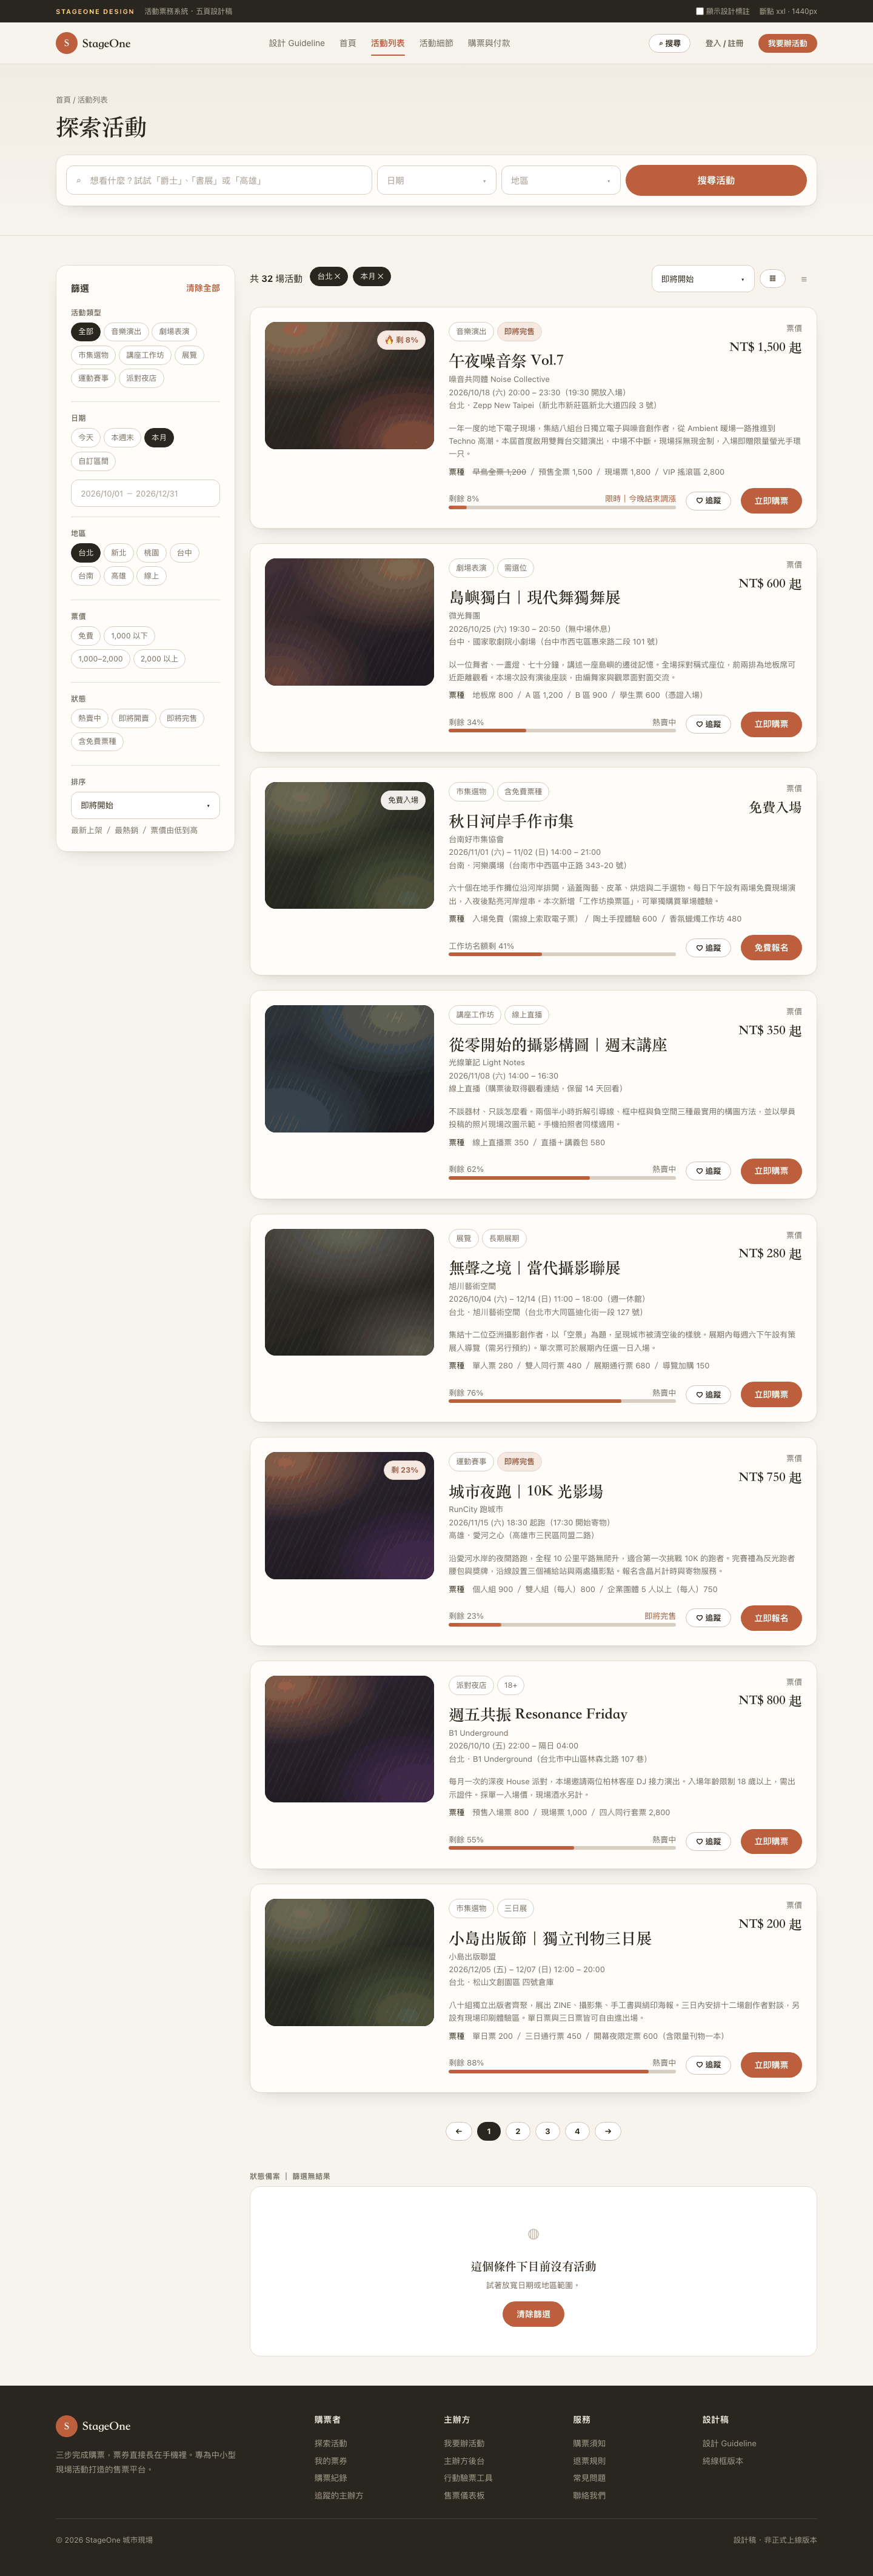 STAGEONE DESIGN 活動票務系統・五頁設計稿 顯示設計標註 斷點 xxl · 1440px
S StageOne 設計 Guideline 首頁 活動列表 活動細節 購票與付款 搜尋 登入 / 註冊 我要辦活動
首頁 / 活動列表
探索活動
想看什麼？試試「爵士」、「書展」或「高雄」 日期 地區 搜尋活動
篩選 清除全部
活動類型
全部 音樂演出 劇場表演
市集選物 講座工作坊 展覽
運動賽事 派對夜店
日期
今天 本週末 本月
自訂區間
2026/10/01 – 2026/12/31
地區
台北 新北 桃園 台中
台南 高雄 線上
票價
免費 1,000 以下
1,000–2,000 2,000 以上
狀態
熱賣中 即將開賣 即將完售
含免費票種
排序
即將開始
最新上架 / 最熱銷 / 票價由低到高
共 32 場活動 台北 ✕ 本月 ✕ 即將開始
🔥 剩 8%
音樂演出 即將完售 票價
午夜噪音祭 Vol.7 NT$ 1,500 起
噪音共同體 Noise Collective
2026/10/18 (六) 20:00 – 23:30（19:30 開放入場）
台北・Zepp New Taipei（新北市新莊區新北大道四段 3 號）
一年一度的地下電子現場，集結八組台日獨立電子與噪音創作者，從 Ambient 暖場一路推進到
Techno 高潮。本屆首度啟用雙舞台交錯演出，中場不中斷。現場採無現金制，入場即贈限量螢光手環
一只。
票種 早鳥全票 1,200 / 預售全票 1,500 / 現場票 1,800 / VIP 搖滾區 2,800
剩餘 8% 限時｜今晚結束調漲 ♡ 追蹤 立即購票
劇場表演 需選位 票價
島嶼獨白｜現代舞獨舞展 NT$ 600 起
微光舞團
2026/10/25 (六) 19:30 – 20:50（無中場休息）
台中・國家歌劇院小劇場（台中市西屯區惠來路二段 101 號）
以一位舞者、一盞燈、七十分鐘，講述一座島嶼的遷徙記憶。全場採對稱式座位，前兩排為地板席可
近距離觀看。本場次設有演後座談，由編舞家與觀眾面對面交流。
票種 地板席 800 / A 區 1,200 / B 區 900 / 學生票 600（憑證入場）
剩餘 34% 熱賣中 ♡ 追蹤 立即購票
免費入場
市集選物 含免費票種 票價
秋日河岸手作市集 免費入場
台南好市集協會
2026/11/01 (六) – 11/02 (日) 14:00 – 21:00
台南・河樂廣場（台南市中西區中正路 343-20 號）
六十個在地手作攤位沿河岸排開，涵蓋陶藝、皮革、烘焙與二手選物。每日下午設有兩場免費現場演
出，入夜後點亮河岸燈串。本次新增「工作坊換票區」，可單獨購買單場體驗。
票種 入場免費（需線上索取電子票） / 陶土手捏體驗 600 / 香氛蠟燭工作坊 480
工作坊名額剩 41% ♡ 追蹤 免費報名
講座工作坊 線上直播 票價
從零開始的攝影構圖｜週末講座 NT$ 350 起
光線筆記 Light Notes
2026/11/08 (六) 14:00 – 16:30
線上直播（購票後取得觀看連結，保留 14 天回看）
不談器材，只談怎麼看。兩個半小時拆解引導線、框中框與負空間三種最實用的構圖方法，並以學員
投稿的照片現場改圖示範。手機拍照者同樣適用。
票種 線上直播票 350 / 直播＋講義包 580
剩餘 62% 熱賣中 ♡ 追蹤 立即購票
展覽 長期展期 票價
無聲之境｜當代攝影聯展 NT$ 280 起
旭川藝術空間
2026/10/04 (六) – 12/14 (日) 11:00 – 18:00（週一休館）
台北・旭川藝術空間（台北市大同區迪化街一段 127 號）
集結十二位亞洲攝影創作者，以「空景」為題，呈現城市被清空後的樣貌。展期內每週六下午設有策
展人導覽（需另行預約）。單次票可於展期內任選一日入場。
票種 單人票 280 / 雙人同行票 480 / 展期通行票 680 / 導覽加購 150
剩餘 76% 熱賣中 ♡ 追蹤 立即購票
剩 23%
運動賽事 即將完售 票價
城市夜跑｜10K 光影場 NT$ 750 起
RunCity 跑城市
2026/11/15 (六) 18:30 起跑（17:30 開始寄物）
高雄・愛河之心（高雄市三民區同盟二路）
沿愛河水岸的夜間路跑，全程 10 公里平路無爬升，適合第一次挑戰 10K 的跑者。完賽禮為反光跑者
腰包與獎牌，沿線設置三個補給站與兩處攝影點。報名含晶片計時與寄物服務。
票種 個人組 900 / 雙人組（每人）800 / 企業團體 5 人以上（每人）750
剩餘 23% 即將完售 ♡ 追蹤 立即報名
派對夜店 18+ 票價
週五共振 Resonance Friday NT$ 800 起
B1 Underground
2026/10/10 (五) 22:00 – 隔日 04:00
台北・B1 Underground（台北市中山區林森北路 107 巷）
每月一次的深夜 House 派對，本場邀請兩位柏林客座 DJ 接力演出。入場年齡限制 18 歲以上，需出
示證件。採單一入場價，現場酒水另計。
票種 預售入場票 800 / 現場票 1,000 / 四人同行套票 2,800
剩餘 55% 熱賣中 ♡ 追蹤 立即購票
市集選物 三日展 票價
小島出版節｜獨立刊物三日展 NT$ 200 起
小島出版聯盟
2026/12/05 (五) – 12/07 (日) 12:00 – 20:00
台北・松山文創園區 四號倉庫
八十組獨立出版者齊聚，展出 ZINE、攝影集、手工書與絹印海報。三日內安排十二場創作者對談，另
設有現場印刷體驗區。單日票與三日票皆可自由進出場。
票種 單日票 200 / 三日通行票 450 / 開幕夜限定票 600（含限量刊物一本）
剩餘 88% 熱賣中 ♡ 追蹤 立即購票
← 1 2 3 4 →
狀態備案 ｜ 篩選無結果
這個條件下目前沒有活動
試著放寬日期或地區範圍。
清除篩選
S StageOne
三步完成購票，票券直接長在手機裡。專為中小型
現場活動打造的售票平台。
購票者
探索活動
我的票券
購票紀錄
追蹤的主辦方
主辦方
我要辦活動
主辦方後台
行動驗票工具
售票儀表板
服務
購票須知
退票規則
常見問題
聯絡我們
設計稿
設計 Guideline
純線框版本
© 2026 StageOne 城市現場 設計稿・非正式上線版本